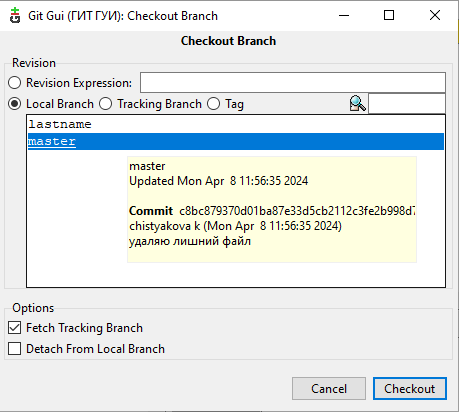 Git Gui (ГИТ ГУИ): Checkout Branch
Checkout Branch
Revision
Revision Expression:
Local Branch Tracking Branch Tag
lastname
master
master
Updated Mon Apr 8 11:56:35 2024
Commit c8bc879370d01ba87e33d5cb2112c3fe2b998d7
chistyakova k (Mon Apr 8 11:56:35 2024)
удаляю лишний файл
Options
Fetch Tracking Branch
Detach From Local Branch
Cancel Checkout